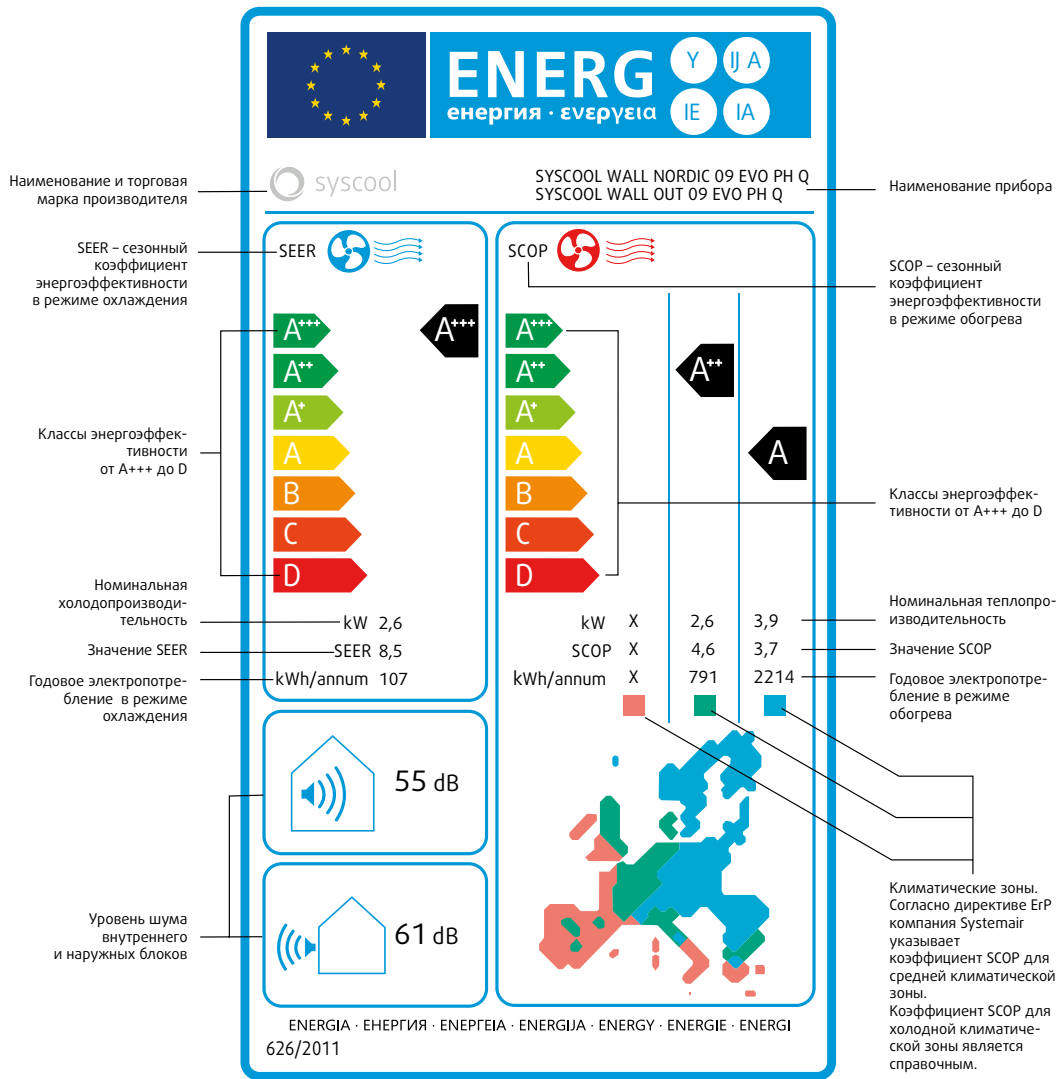 ENERG
енергия · ενεργεια
Y
IJ A
IE
IA
Наименование и торговая
марка производителя
syscool
SYSCOOL WALL NORDIC 09 EVO PH Q
SYSCOOL WALL OUT 09 EVO PH Q
Наименование прибора
SEER – сезонный
коэффициент
энергоэффективности
в режиме охлаждения
SEER
SCOP
SCOP – сезонный
коэффициент
энергоэффективности
в режиме обогрева
A+++
A++
A+
A
B
C
D
A+++
A+++
A++
A+
A
B
C
D
A++
A
Классы энергоэффек-
тивности
от А+++ до D
Классы энергоэффек-
тивности от А+++ до D
Номинальная
холодопроизводи-
тельность
Значение SEER
Годовое электропотре-
бление в режиме
охлаждения
kW 2,6
SEER 8,5
kWh/annum 107
kW X 2,6 3,9
SCOP X 4,6 3,7
kWh/annum X 791 2214
Номинальная теплопро-
изводительность
Значение SCOP
Годовое электропотре-
бление в режиме
обогрева
55 dB
61 dB
Уровень шума
внутреннего
и наружных блоков
Климатические зоны.
Согласно директиве ErP
компания Systemair
указывает
коэффициент SCOP для
средней климатической
зоны.
Коэффициент SCOP для
холодной климатиче-
ской зоны является
справочным.
ENERGIA · ЕНЕРГИЯ · ΕΝΕΡΓΕΙΑ · ENERGIJA · ENERGY · ENERGIE · ENERGI
626/2011